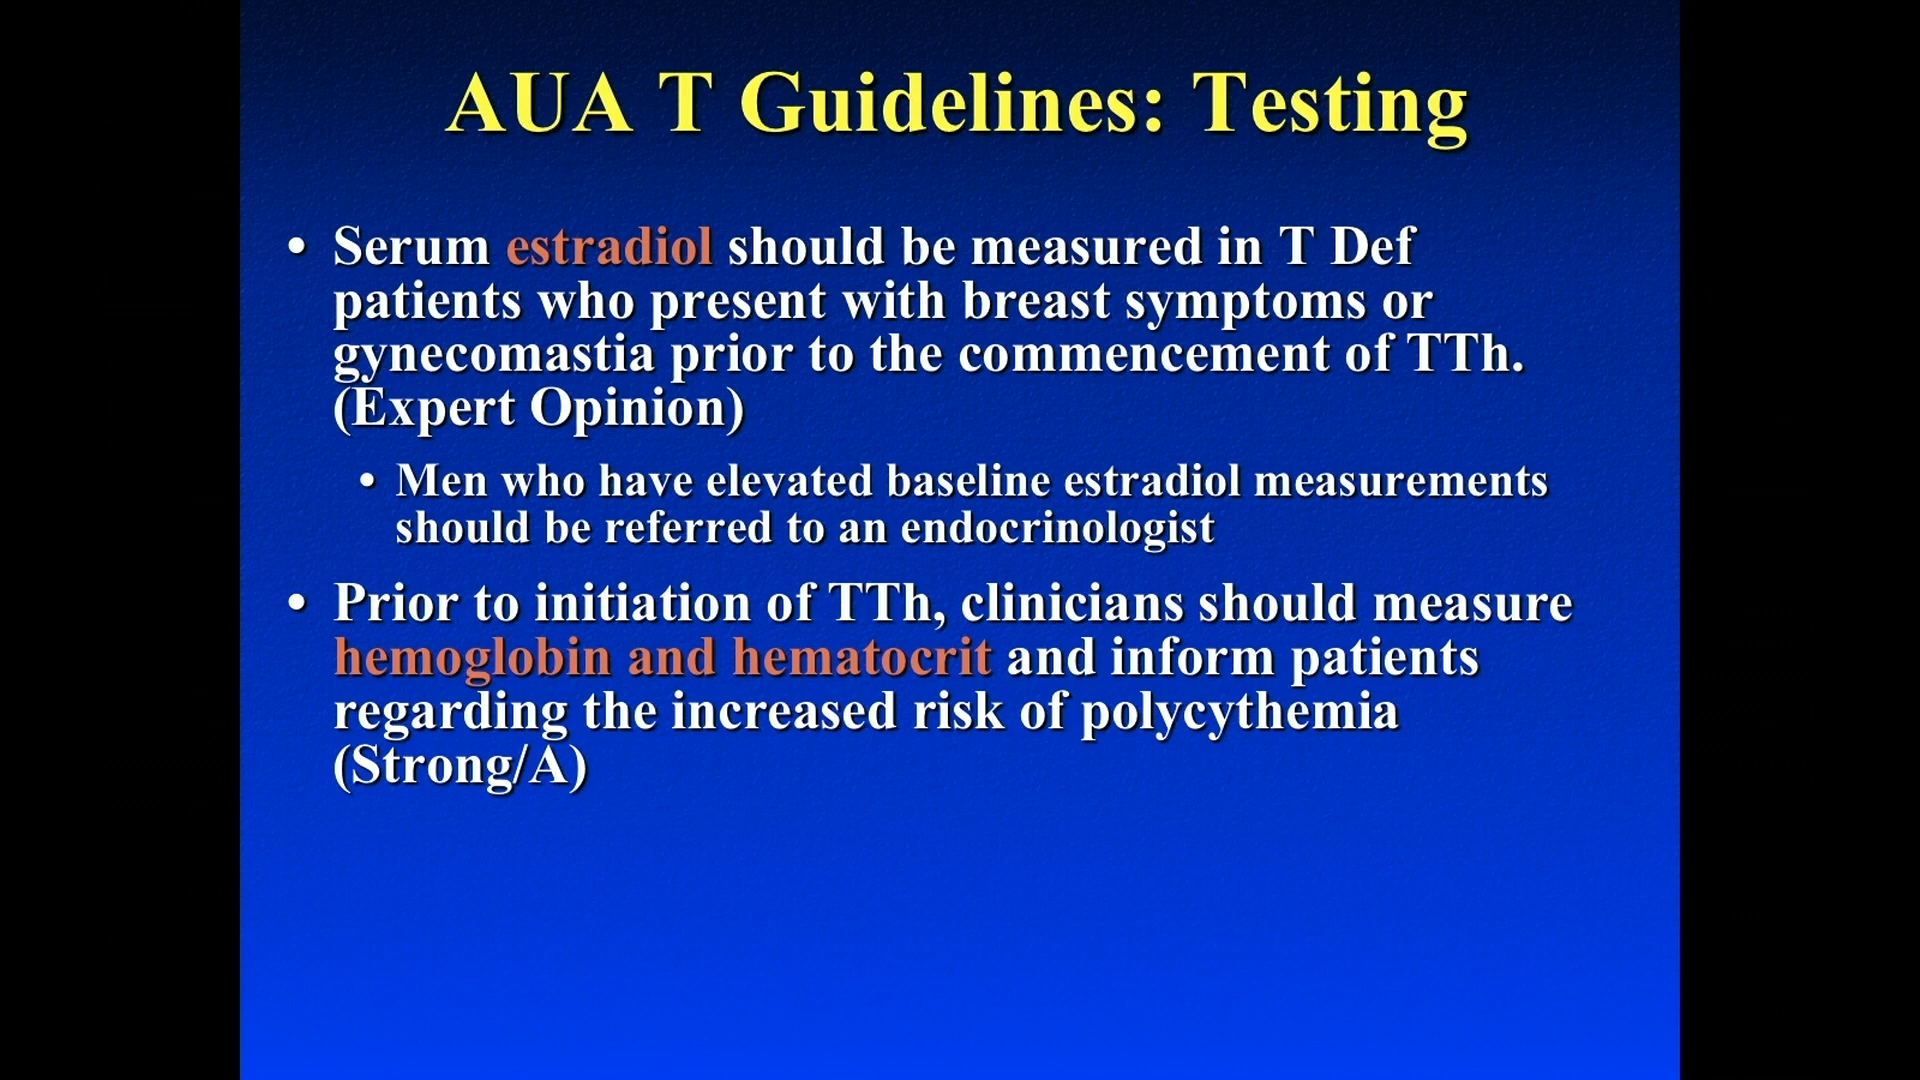 AUA T Guidelines: Testing
• Serum estradiol should be measured in T Def
patients who present with breast symptoms or
gynecomastia prior to the commencement of TTh.
(Expert Opinion)
• Men who have elevated baseline estradiol measurements
should be referred to an endocrinologist
• Prior to initiation of TTh, clinicians should measure
hemoglobin and hematocrit and inform patients
regarding the increased risk of polycythemia
(Strong/A)